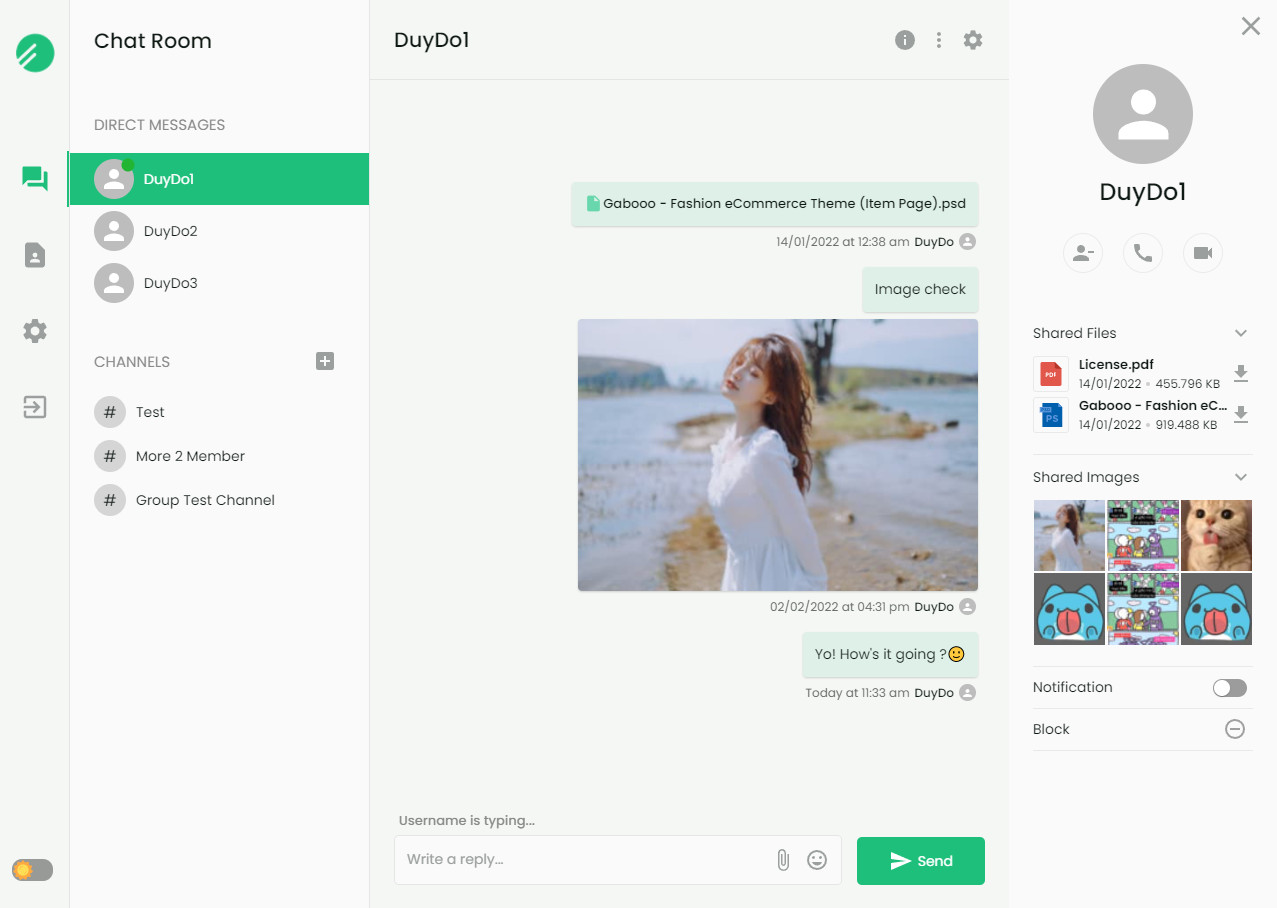 Chat Room
DIRECT MESSAGES
DuyDo1
DuyDo2
DuyDo3
CHANNELS
# Test
# More 2 Member
# Group Test Channel
DuyDo1
Gabooo - Fashion eCommerce Theme (Item Page).psd
14/01/2022 at 12:38 am DuyDo
Image check
02/02/2022 at 04:31 pm DuyDo
Yo! How's it going ?🙂
Today at 11:33 am DuyDo
Username is typing...
Write a reply...
Send
DuyDo1
Shared Files
PDF
License.pdf
14/01/2022 • 455.796 KB
PS
Gabooo - Fashion eC...
14/01/2022 • 919.488 KB
Shared Images
Notification
Block